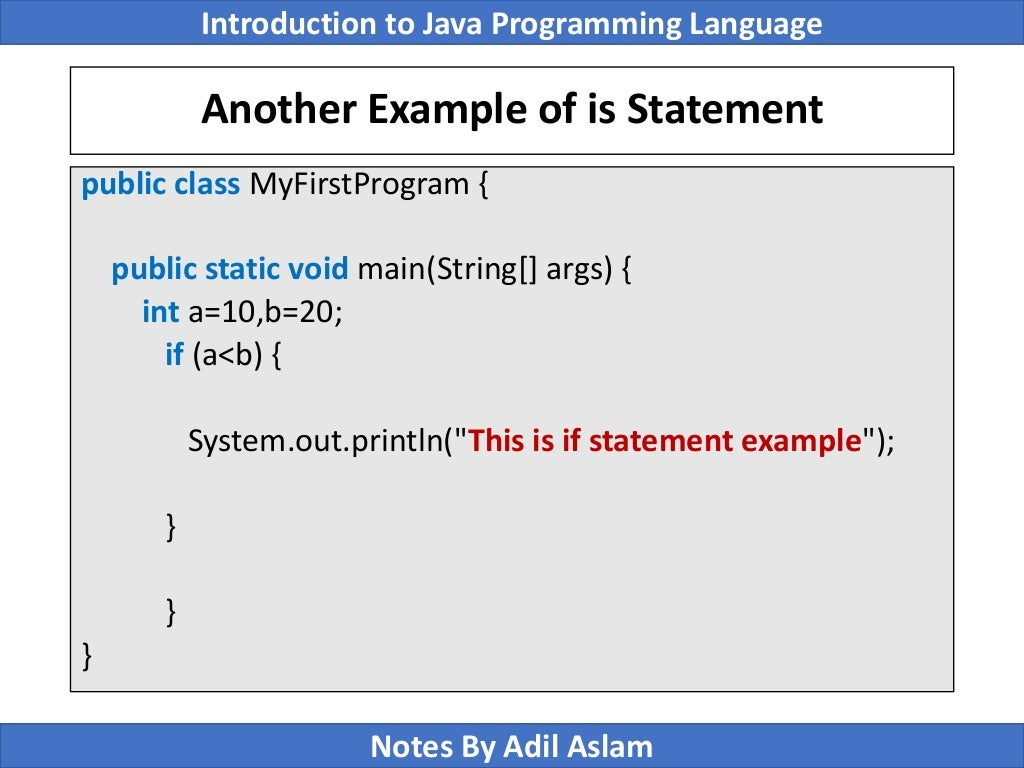 Introduction to Java Programming Language
Another Example of is Statement
public class MyFirstProgram {
public static void main(String[] args) {
int a=10,b=20;
if (a<b) {
System.out.println("This is if statement example");
}
}
}
Notes By Adil Aslam